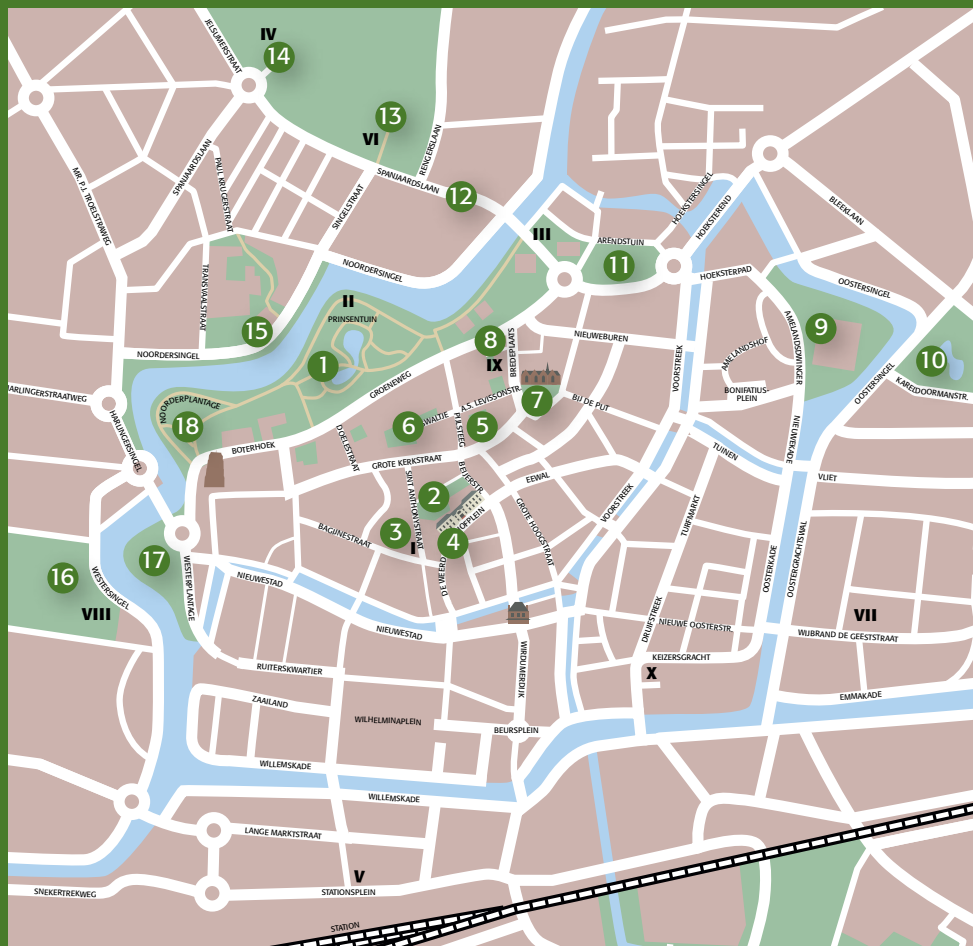 IV
14
JELSUMERSTRAAT
13
VI
RENGERSLAAN
SPANJAARDSLAAN
12
SPANJAARDSLAAN
PAUL KRUGERSTRAAT
MR. P.J. TROELSTRAWEG
SINGELSTRAAT
HOEKSTERSINGEL
HOEKSTEREND
BLEEKLAAN
III
ARENDSTUIN
11
HOEKSTERPAD
NOORDERSINGEL
TRANSVAALSTRAAT
OOSTERSINGEL
II
PRINSENTUIN
15
8
BREDEPLAATS
NIEUWEBUREN
9
AMELANDSDWINGER
AMELANDSHOF
VOORSTREEK
10
NOORDERSINGEL
1
IX
GROENEWEG
BONIFATIUS-
PLEIN
OOSTERSINGEL
KARELDOORMANSTR.
HARLINGERSTRAATWEG
NOORDERPLANTAGE
A.S. LEVISSONSTR.
7
BIJ DE PUT
18
6
WALTJE
PIJLSTEEG
5
HARLINGERSINGEL
BOTERHOEK
DOELESTRAAT
NIEUWEKADE
TUINEN
GROTE KERKSTRAAT
BEIJERSTR.
EEWAL
VLIET
2
SINT ANTHONYSTRAAT
HOFPLEIN
VOORSTREEK
GROTE HOOGSTRAAT
TURFMARKT
3
I
4
BAGIJNESTRAAT
17
16
WESTERSINGEL
WESTERPLANTAGE
NIEUWESTAD
DE WEERD
OOSTERKADE
OOSTERGRACHTSWAL
VIII
VII
NIEUWESTAD
DRUIFSTREEK
NIEUWE OOSTERSTR.
WIJBRAND DE GEESTSTRAAT
RUITERSKWARTIER
WIRDUMERDIJK
KEIZERSGRACHT
X
ZAAILAND
EMMAKADE
WILHELMINAPLEIN
BEURSPLEIN
WILLEMSKADE
WILLEMSKADE
LANGE MARKTSTRAAT
V
SNEKERTREKWEG
STATIONSPLEIN
STATION